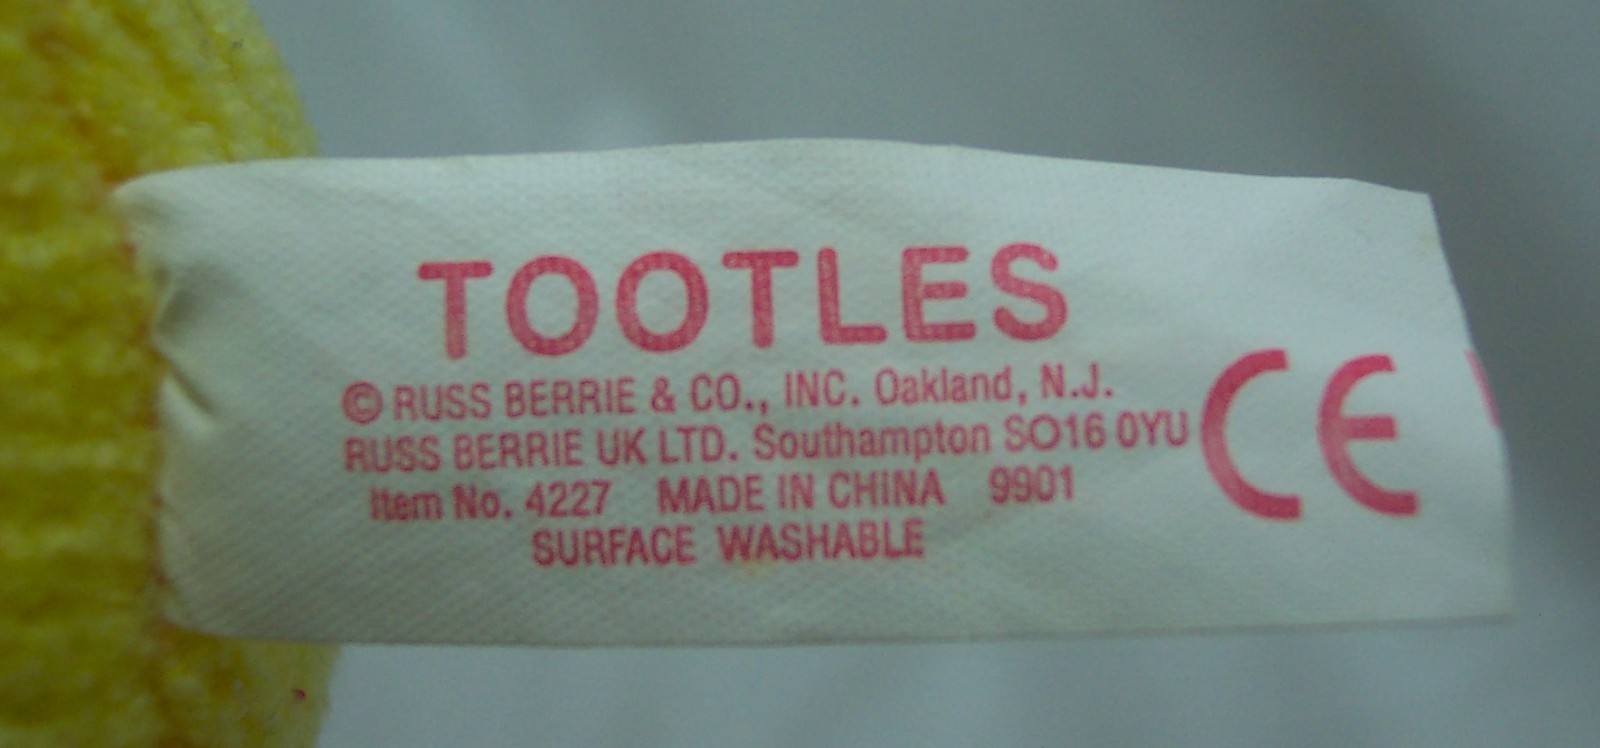 TOOTLES
© RUSS BERRIE & CO., INC. Oakland, N.J.
RUSS BERRIE UK LTD. Southampton SO16 0YU
Item No. 4227 MADE IN CHINA 9901
SURFACE WASHABLE
CE